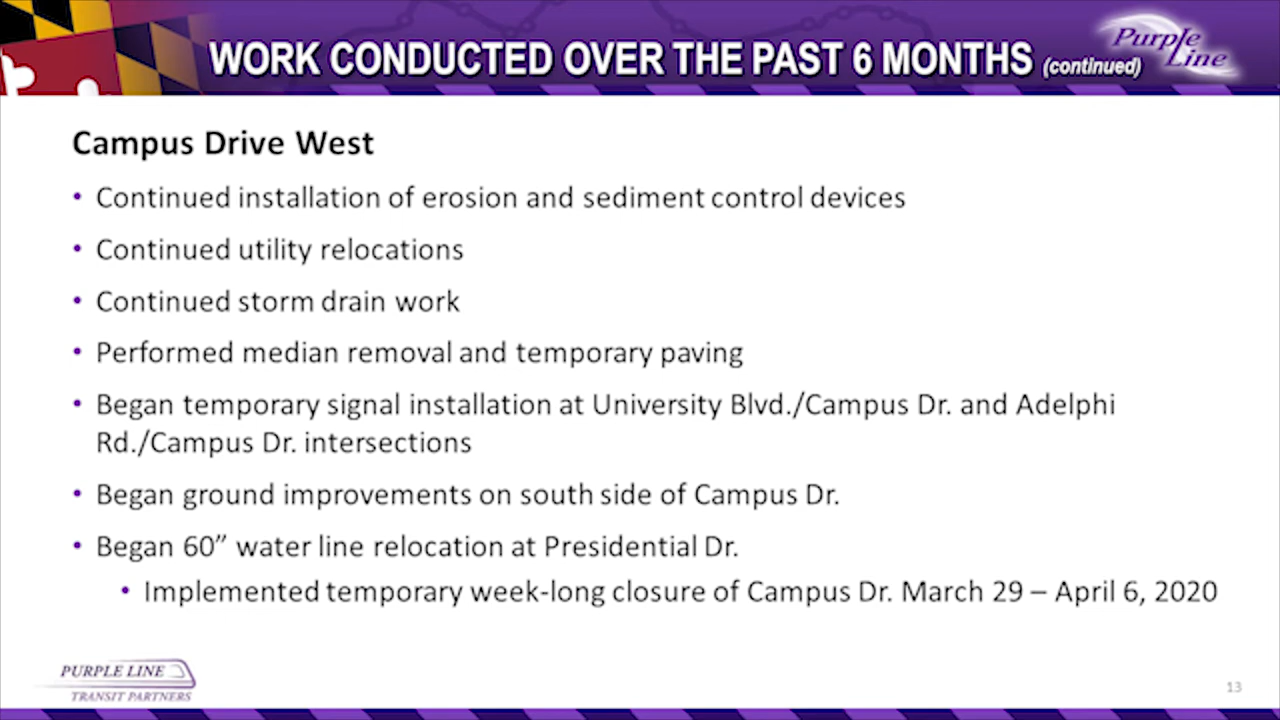 WORK CONDUCTED OVER THE PAST 6 MONTHS (continued)
Purple
Line
Campus Drive West
• Continued installation of erosion and sediment control devices
• Continued utility relocations
• Continued storm drain work
• Performed median removal and temporary paving
• Began temporary signal installation at University Blvd./Campus Dr. and Adelphi
Rd./Campus Dr. intersections
• Began ground improvements on south side of Campus Dr.
• Began 60” water line relocation at Presidential Dr.
• Implemented temporary week-long closure of Campus Dr. March 29 – April 6, 2020
PURPLE LINE
TRANSIT PARTNERS
13